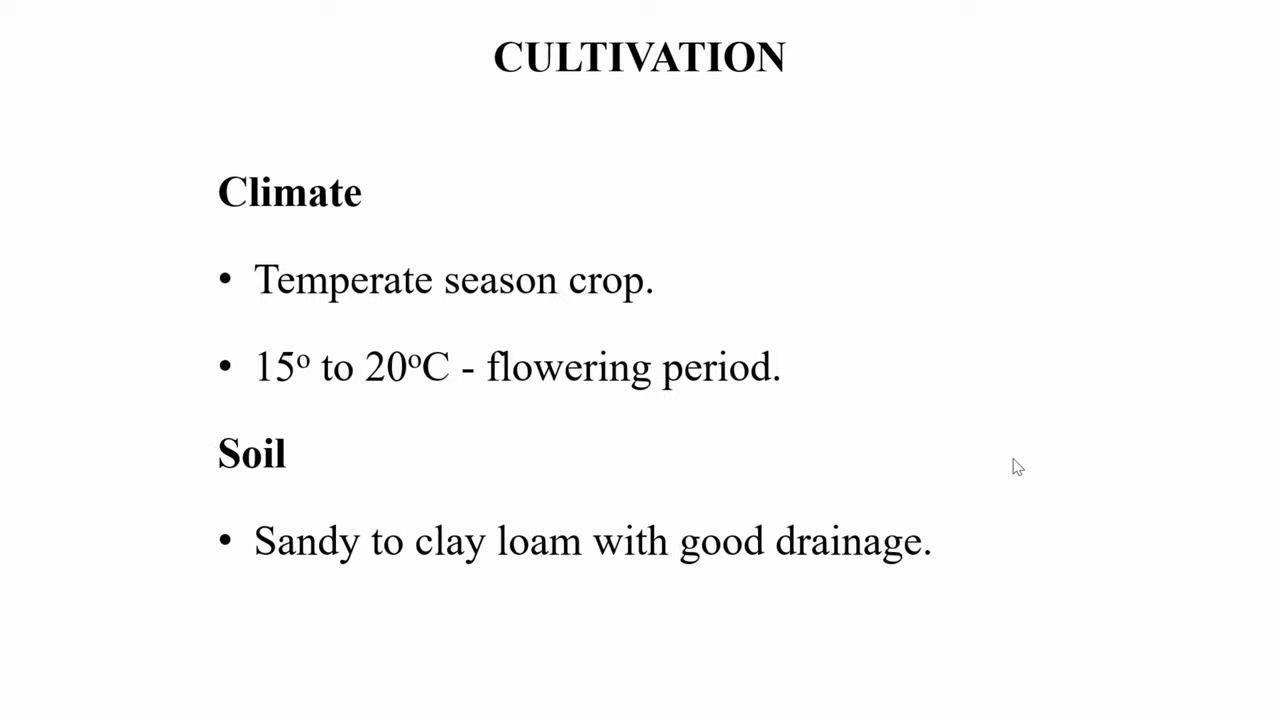 CULTIVATION
Climate
• Temperate season crop.
• 15º to 20ºC - flowering period.
Soil
• Sandy to clay loam with good drainage.